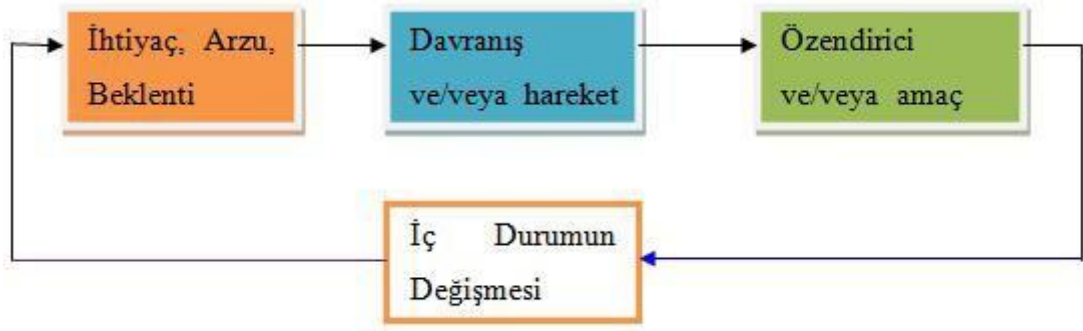 İhtiyaç, Arzu,
Beklenti
Davranış
ve/veya hareket
Özendirici
ve/veya amaç
İç Durumun
Değişmesi